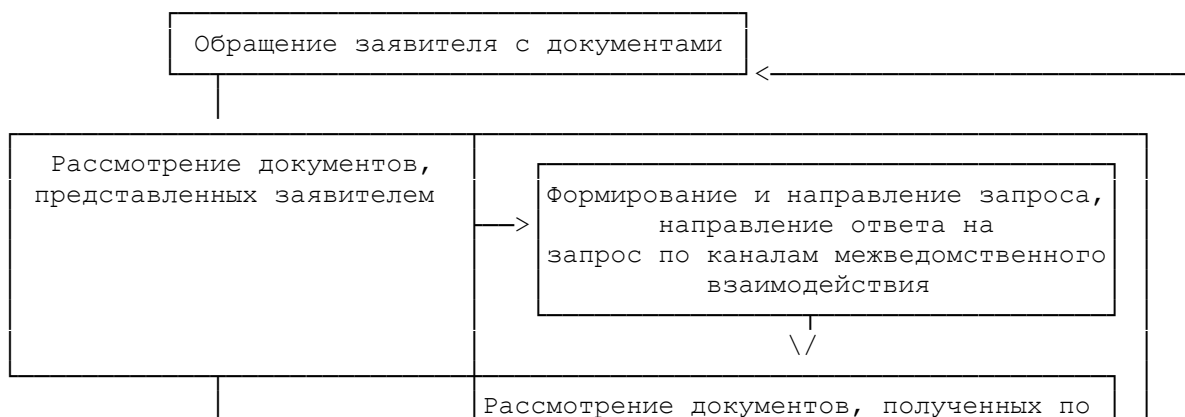 Обращение заявителя с документами
Рассмотрение документов,
представленных заявителем
Формирование и направление запроса,
направление ответа на
запрос по каналам межведомственного
взаимодействия
Рассмотрение документов, полученных по